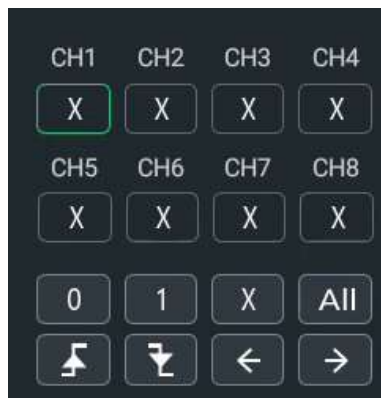 CH1 CH2 CH3 CH4
X X X X
CH5 CH6 CH7 CH8
X X X X
0 1 X All